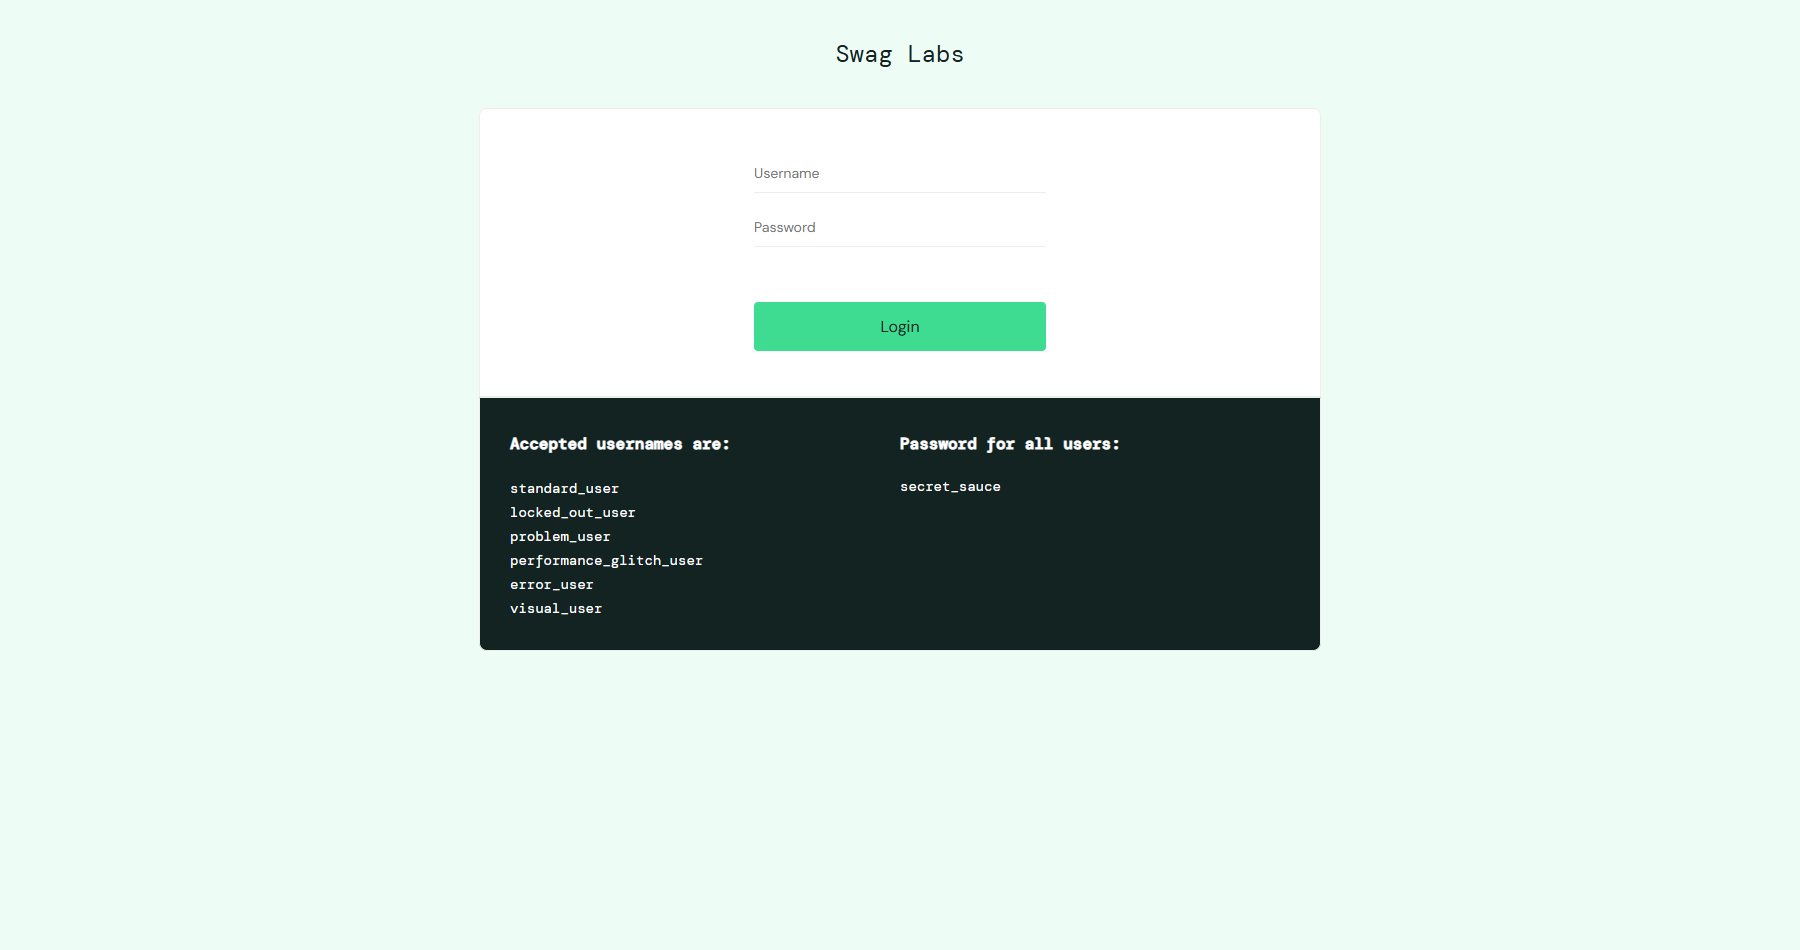 Swag Labs
Username
Password
Login
Accepted usernames are:
standard_user
locked_out_user
problem_user
performance_glitch_user
error_user
visual_user
Password for all users:
secret_sauce